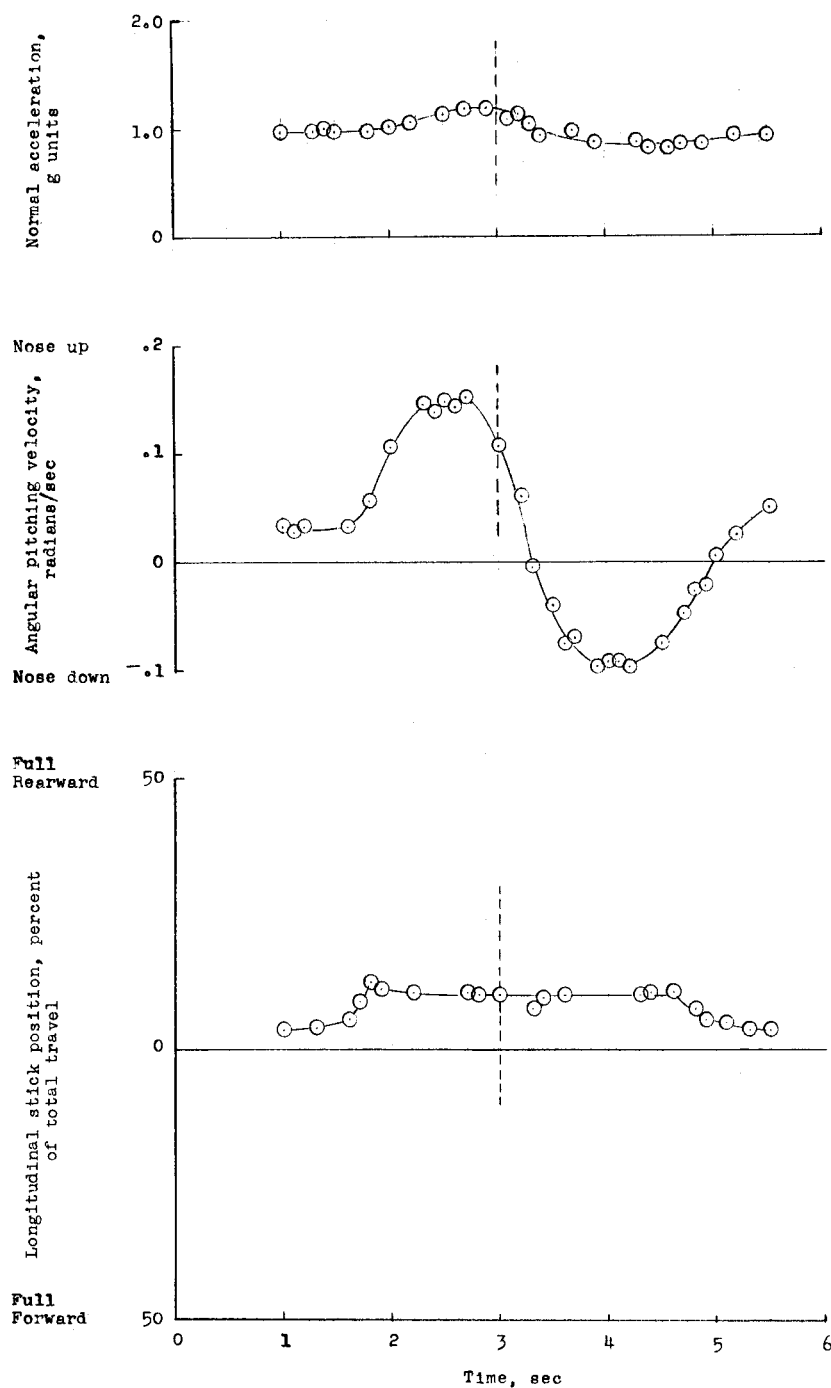 2.0
Normal acceleration,
g units
1.0
0
Nose up
.2
Angular pitching velocity,
radians/sec
.1
0
Nose down
-.1
Full
Rearward
50
Longitudinal stick position, percent
of total travel
0
Full
Forward
50
0 1 2 3 4 5 6
Time, sec